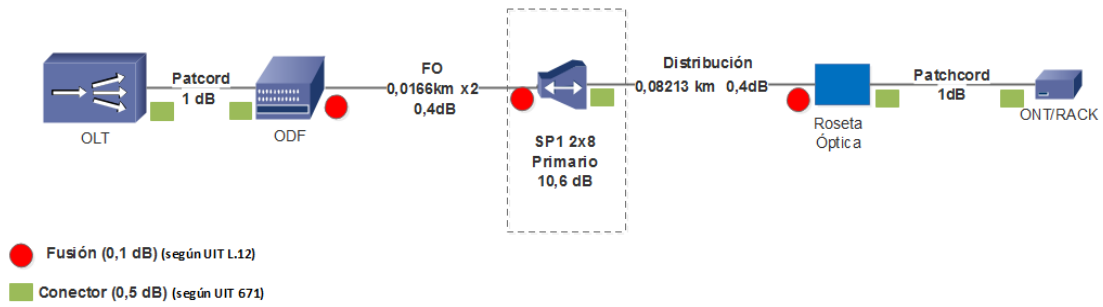 OLT
Patcord
1 dB
ODF
FO
0,0166km x2
0,4dB
SP1 2x8
Primario
10,6 dB
Distribución
0,08213 km 0,4dB
Roseta
Óptica
Patchcord
1dB
ONT/RACK
Fusión (0,1 dB) (según UIT L.12)
Conector (0,5 dB) (según UIT 671)